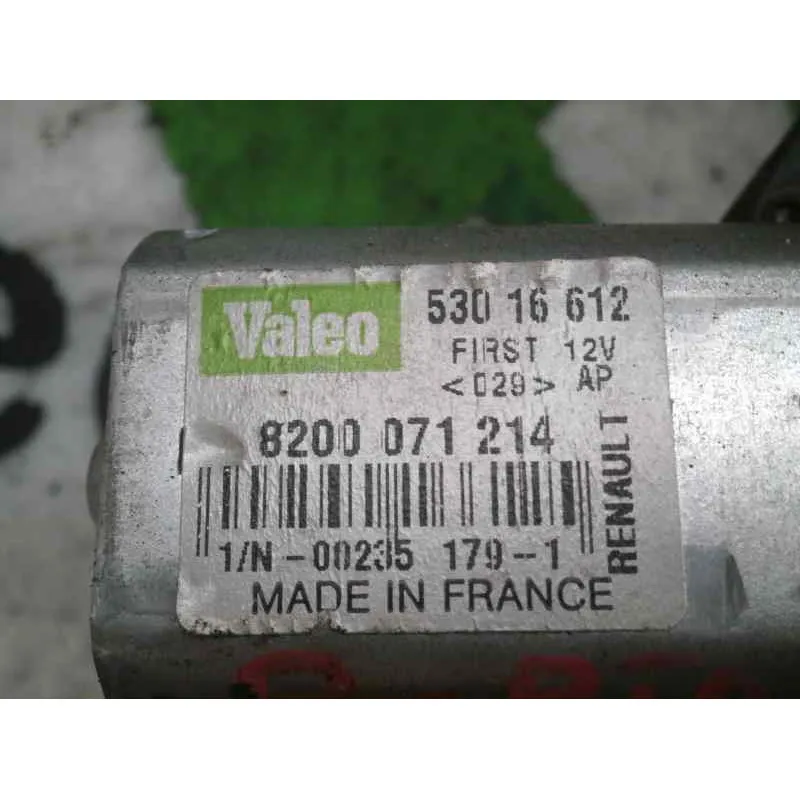 Valeo
530 16 612
FIRST 12V
<029> AP
8200 071 214
RENAULT
1/N-00235 179-1
MADE IN FRANCE